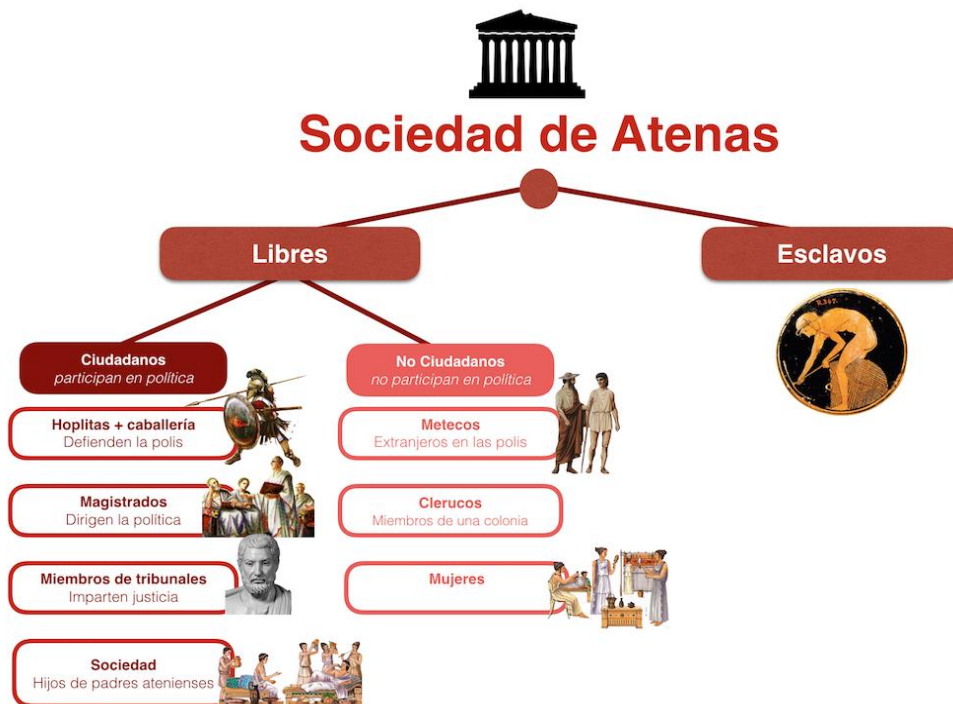 Sociedad de Atenas
Libres
Esclavos
Ciudadanos
participan en política
No Ciudadanos
no participan en política
Hoplitas + caballería
Defienden la polis
Metecos
Extranjeros en las polis
Magistrados
Dirigen la política
Clerucos
Miembros de una colonia
Miembros de tribunales
Imparten justicia
Mujeres
Sociedad
Hijos de padres atenienses